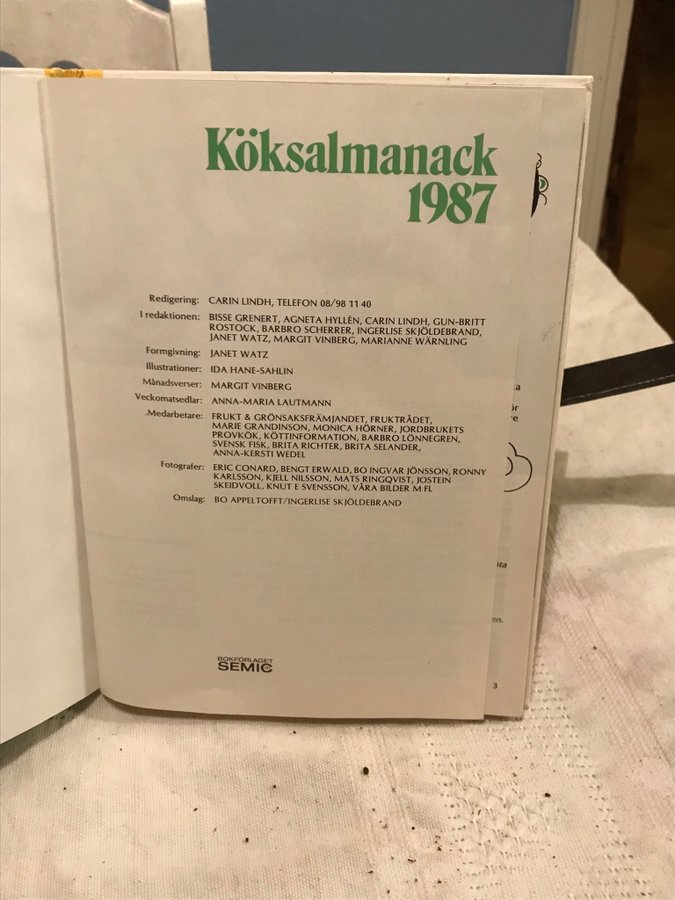 Köksalmanack
1987
Redigering: CARIN LINDH, TELEFON 08/98 11 40
I redaktionen: BISSE GRENERT, AGNETA HYLLÉN, CARIN LINDH, GUN-BRITT
ROSTOCK, BARBRO SCHERRER, INGERLISE SKJÖLDEBRAND,
JANET WATZ, MARGIT VINBERG, MARIANNE WÄRNLING
Formgivning: JANET WATZ
Illustrationer: IDA HANE-SAHLIN
Månadsverser: MARGIT VINBERG
Veckomatsedlar: ANNA-MARIA LAUTMANN
.Medarbetare: FRUKT & GRÖNSAKSFRÄMJANDET, FRUKTRÅDET,
MARIE GRANDINSON, MONICA HÖRNER, JORDBRUKETS
PROVKÖK, KÖTTINFORMATION, BARBRO LÖNNEGREN,
SVENSK FISK, BRITA RICHTER, BRITA SELANDER,
ANNA-KERSTI WEDEL
Fotografer: ERIC CONARD, BENGT ERWALD, BO INGVAR JÖNSSON, RONNY
KARLSSON, KJELL NILSSON, MATS RINGQVIST, JOSTEIN
SKEIDVOLL, KNUT E SVENSSON, VÅRA BILDER M FL
Omslag: BO APPELTOFFT/INGERLISE SKJÖLDEBRAND
BOKFÖRLAGET
SEMIC
3